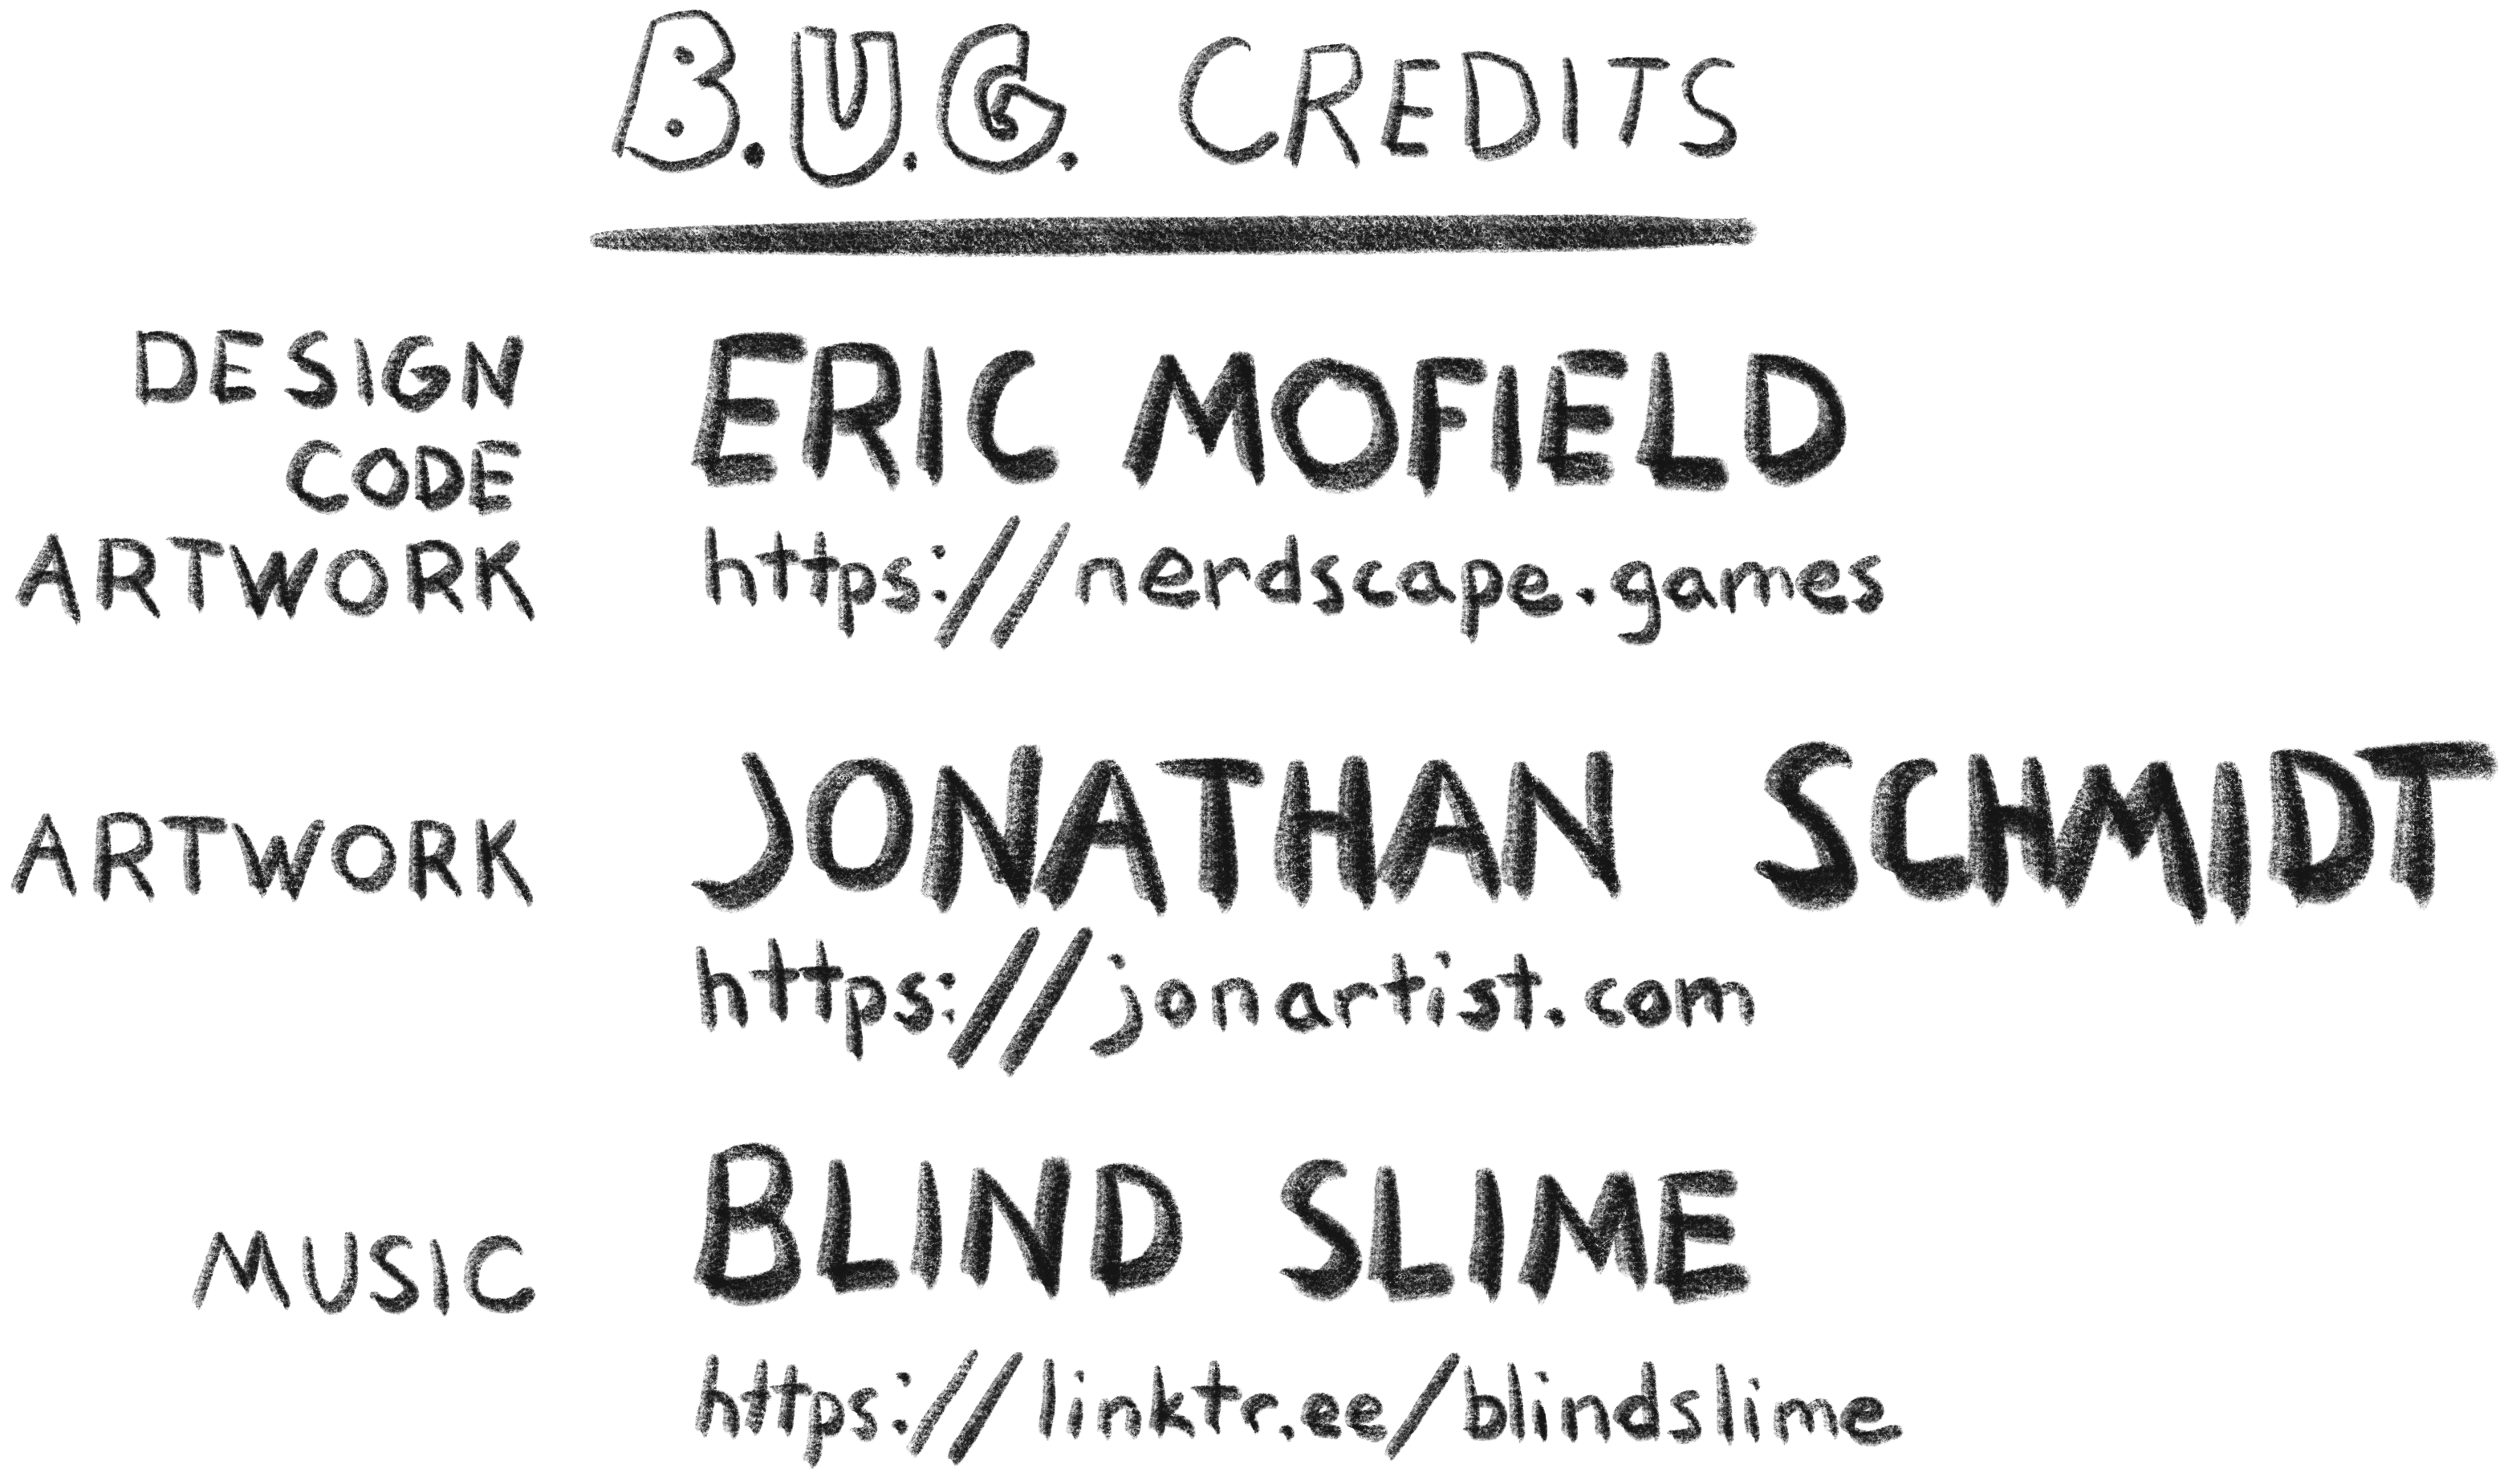 B.U.G. CREDITS
DESIGN
CODE
ARTWORK
ERIC MOFIELD
https://nerdscape.games
ARTWORK
JONATHAN SCHMIDT
https://jonartist.com
MUSIC
BLIND SLIME
https://linktr.ee/blindslime